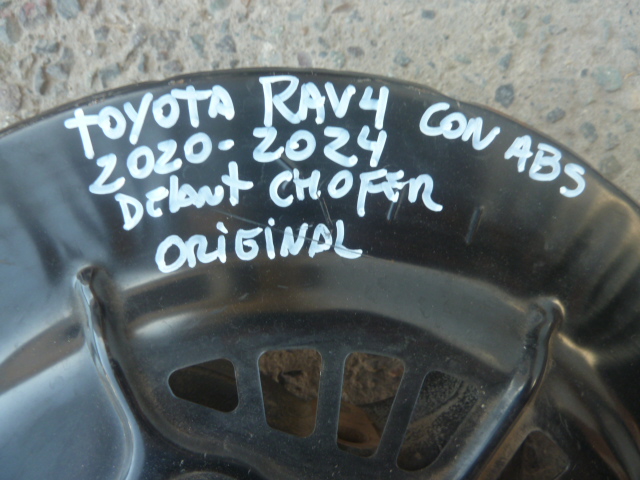 TOYOTA RAV4 CON ABS
2020-2024
DELANT CHOFER
ORIGINAL